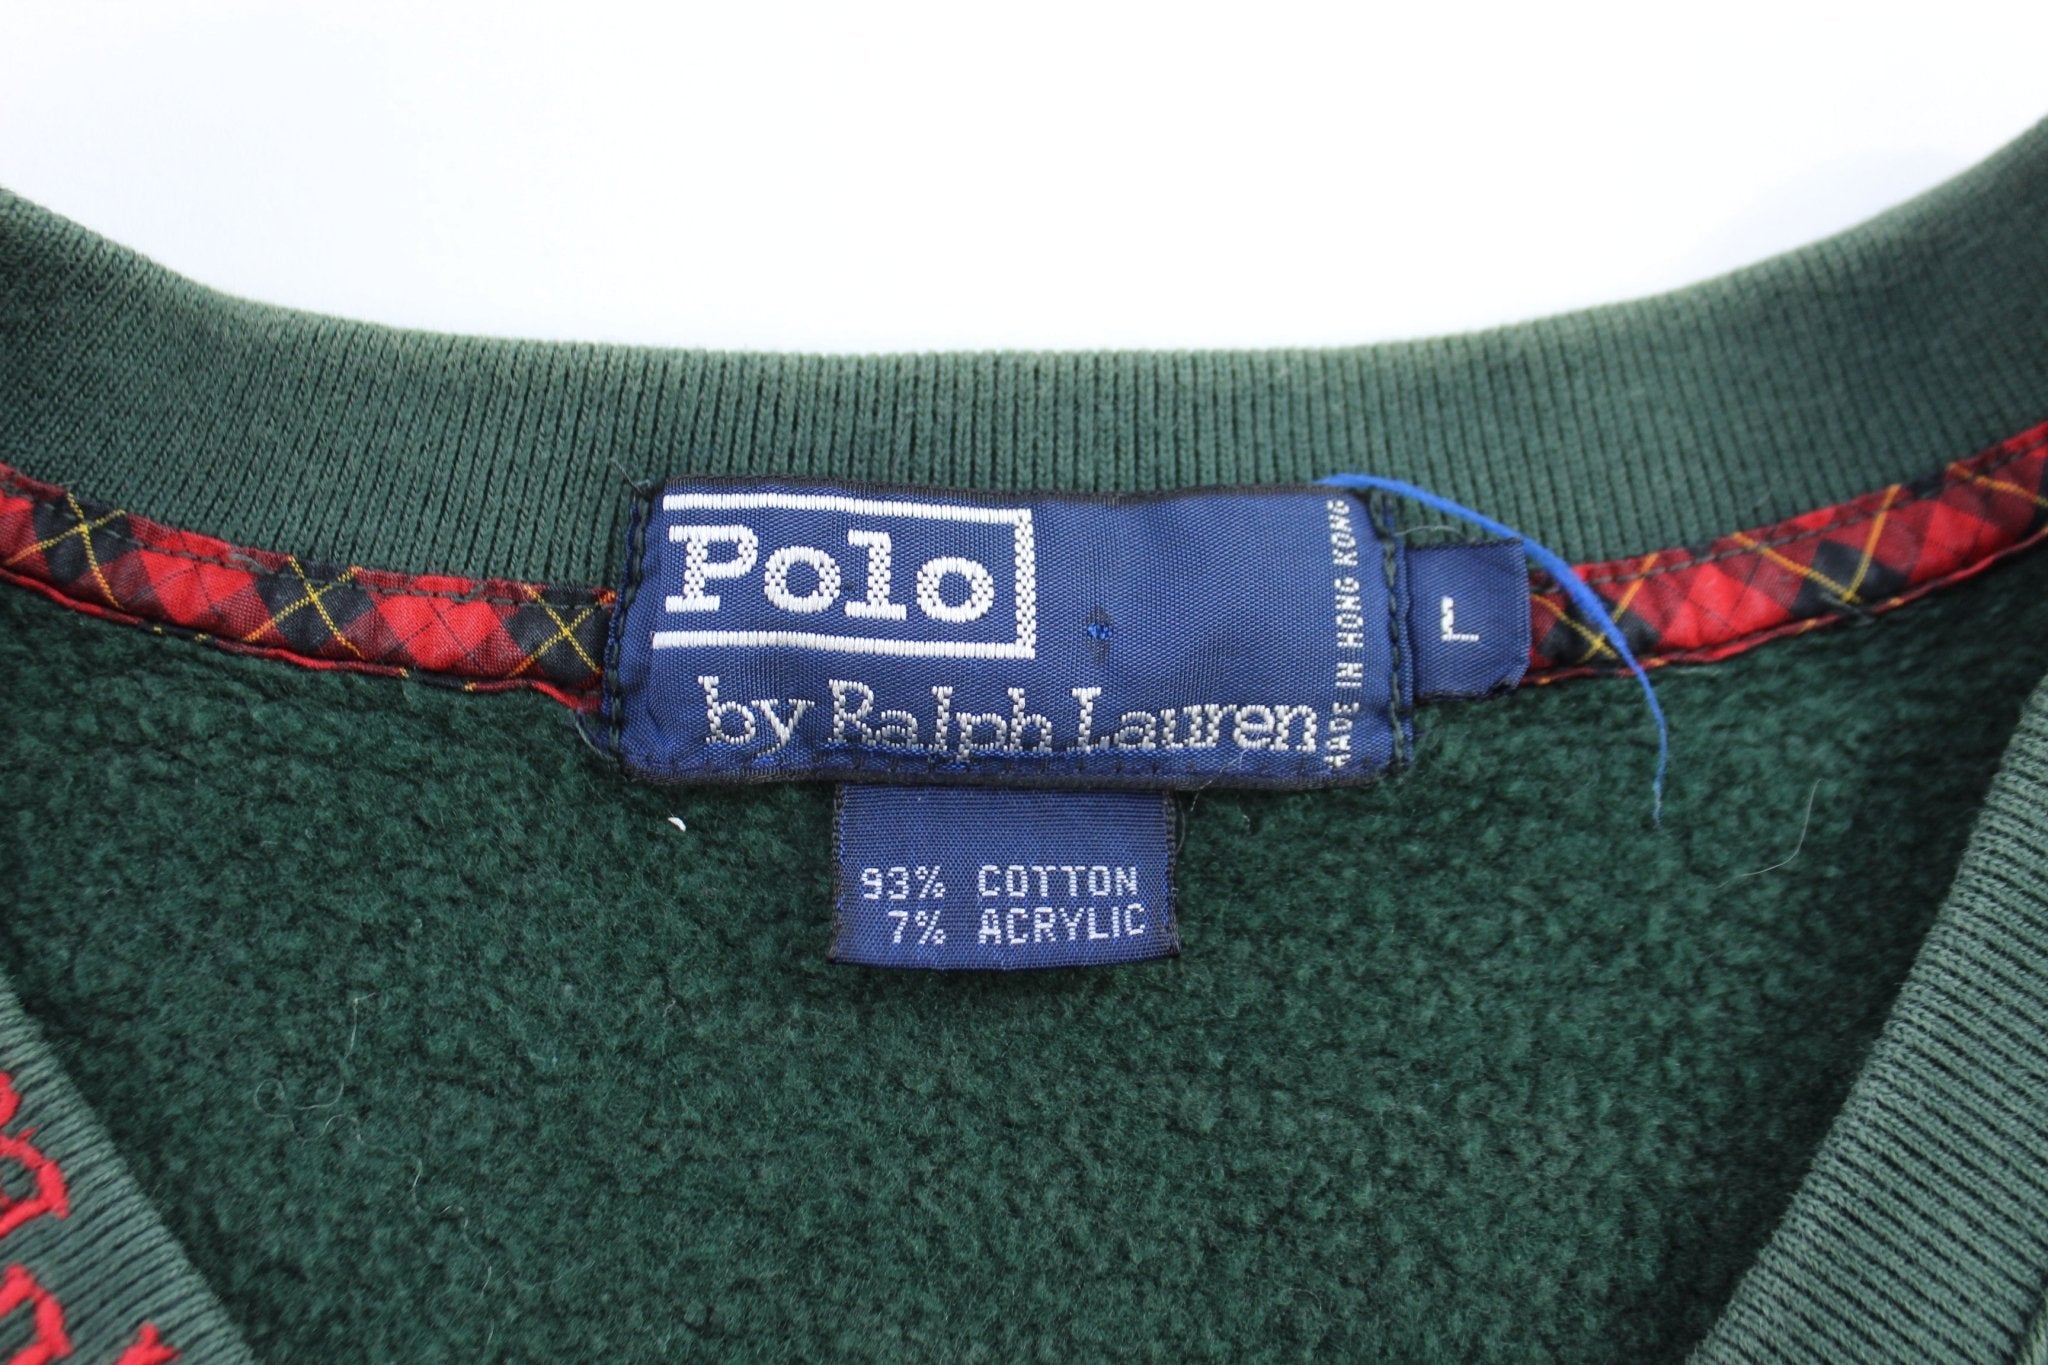 Polo
by Ralph Lauren
MADE IN HONG KONG
L
93% COTTON
7% ACRYLIC